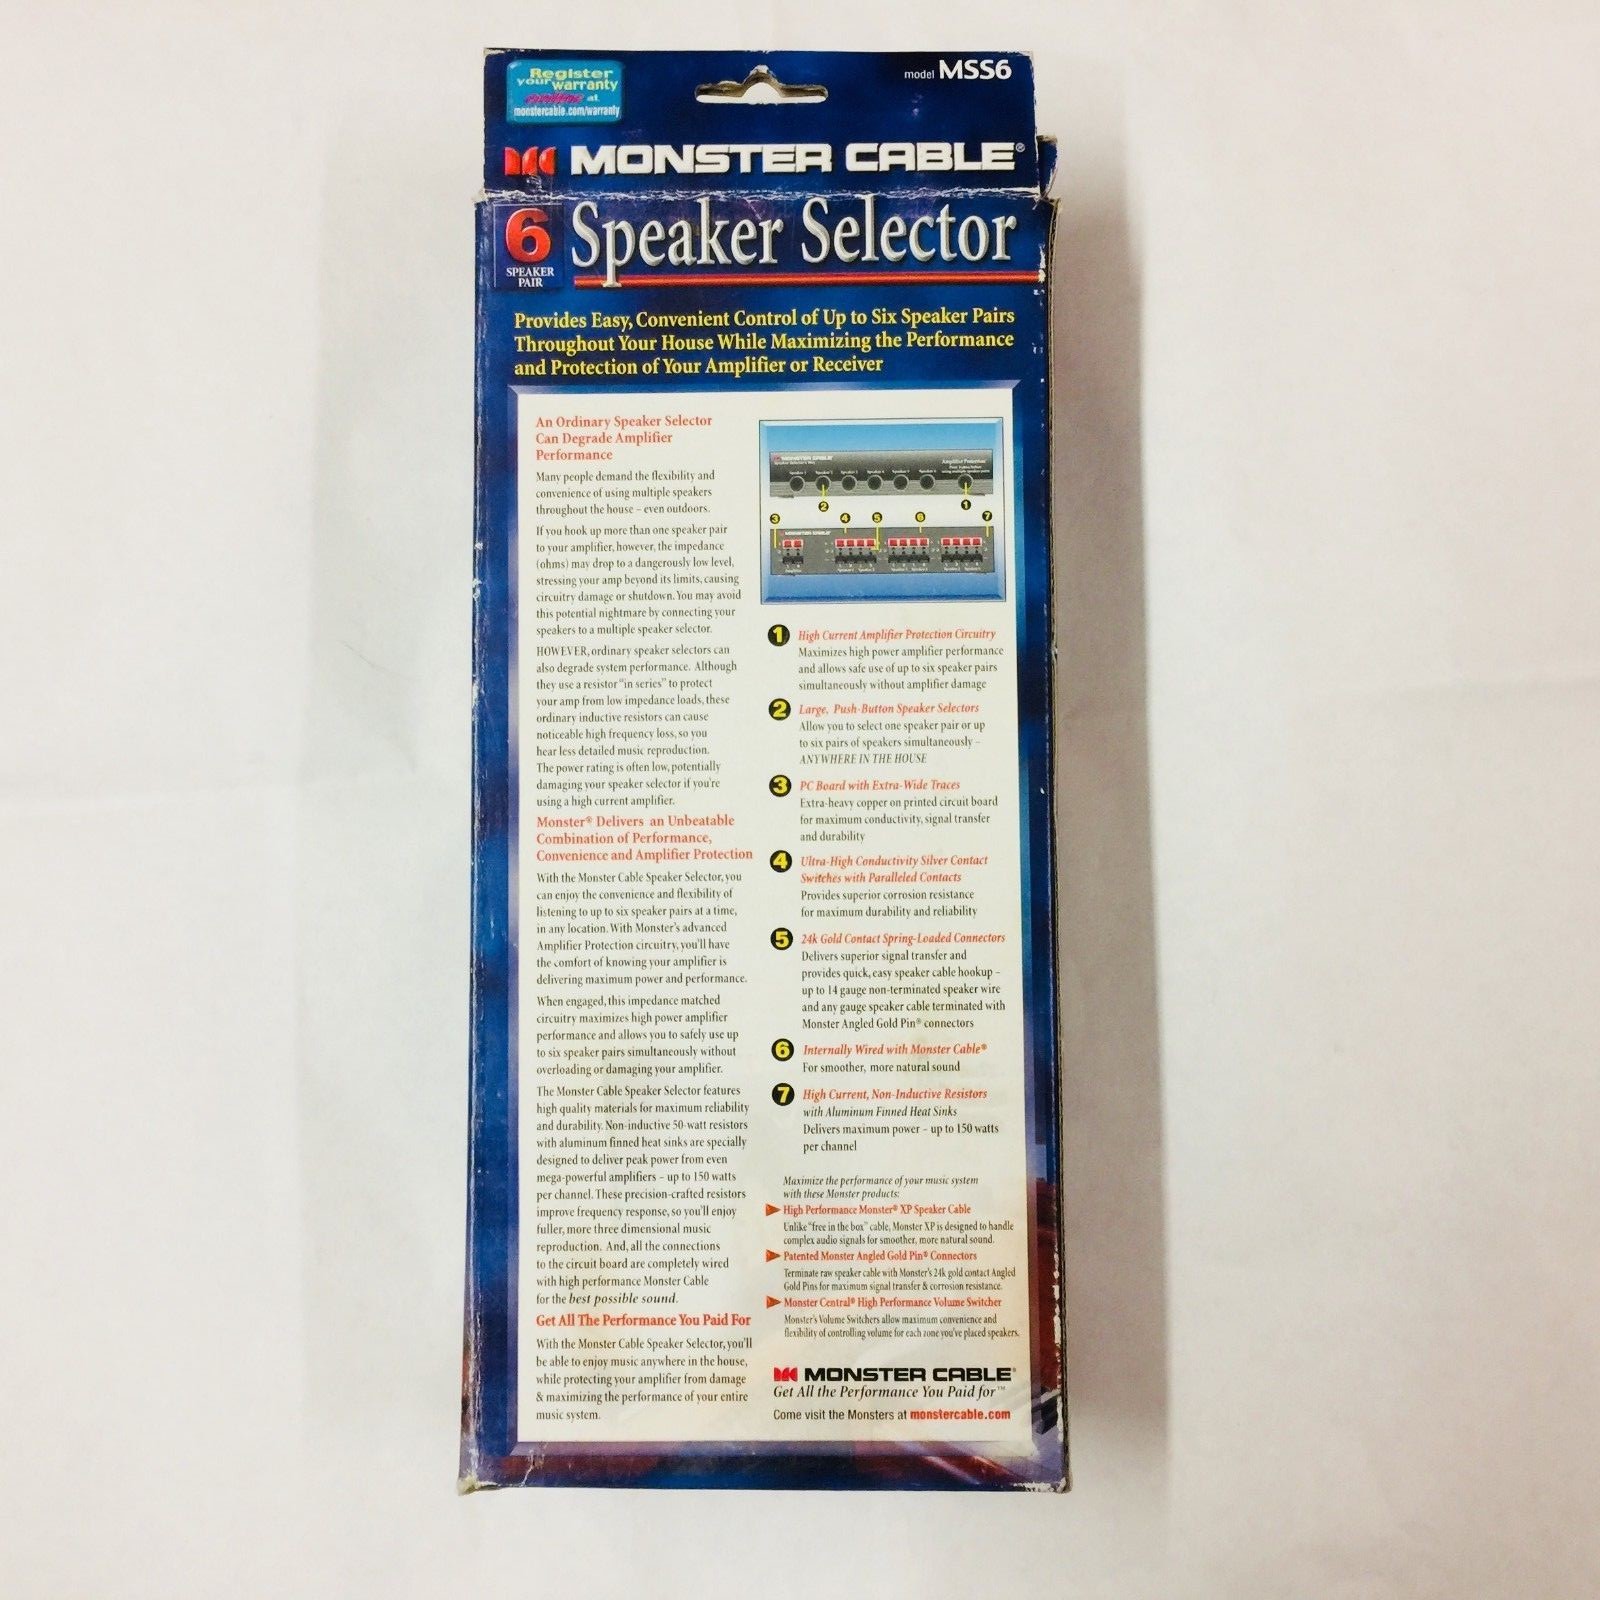 Register
your warranty
online at
monstercable.com/warranty
model MSS6
MONSTER CABLE®
6
SPEAKER
PAIR
Speaker Selector
Provides Easy, Convenient Control of Up to Six Speaker Pairs
Throughout Your House While Maximizing the Performance
and Protection of Your Amplifier or Receiver
An Ordinary Speaker Selector
Can Degrade Amplifier
Performance
Many people demand the flexibility and
convenience of using multiple speakers
throughout the house – even outdoors.
If you hook up more than one speaker pair
to your amplifier, however, the impedance
(ohms) may drop to a dangerously low level,
stressing your amp beyond its limits, causing
circuitry damage or shutdown. You may avoid
this potential nightmare by connecting your
speakers to a multiple speaker selector.
HOWEVER, ordinary speaker selectors can
also degrade system performance. Although
they use a resistor "in series" to protect
your amp from low impedance loads, these
ordinary inductive resistors can cause
noticeable high frequency loss, so you
hear less detailed music reproduction.
The power rating is often low, potentially
damaging your speaker selector if you're
using a high current amplifier.
Monster® Delivers an Unbeatable
Combination of Performance,
Convenience and Amplifier Protection
With the Monster Cable Speaker Selector, you
can enjoy the convenience and flexibility of
listening to up to six speaker pairs at a time,
in any location. With Monster's advanced
Amplifier Protection circuitry, you'll have
the comfort of knowing your amplifier is
delivering maximum power and performance.
When engaged, this impedance matched
circuitry maximizes high power amplifier
performance and allows you to safely use up
to six speaker pairs simultaneously without
overloading or damaging your amplifier.
The Monster Cable Speaker Selector features
high quality materials for maximum reliability
and durability. Non-inductive 50-watt resistors
with aluminum finned heat sinks are specially
designed to deliver peak power from even
mega-powerful amplifiers – up to 150 watts
per channel. These precision-crafted resistors
improve frequency response, so you'll enjoy
fuller, more three dimensional music
reproduction. And, all the connections
to the circuit board are completely wired
with high performance Monster Cable
for the best possible sound.
Get All The Performance You Paid For
With the Monster Cable Speaker Selector, you'll
be able to enjoy music anywhere in the house,
while protecting your amplifier from damage
& maximizing the performance of your entire
music system.
MONSTER CABLE
Amplifier Protection
2 1
3 4 5 6 7
MONSTER CABLE
1 High Current Amplifier Protection Circuitry
Maximizes high power amplifier performance
and allows safe use of up to six speaker pairs
simultaneously without amplifier damage
2 Large, Push-Button Speaker Selectors
Allow you to select one speaker pair or up
to six pairs of speakers simultaneously –
ANYWHERE IN THE HOUSE
3 PC Board with Extra-Wide Traces
Extra-heavy copper on printed circuit board
for maximum conductivity, signal transfer
and durability
4 Ultra-High Conductivity Silver Contact
Switches with Paralleled Contacts
Provides superior corrosion resistance
for maximum durability and reliability
5 24k Gold Contact Spring-Loaded Connectors
Delivers superior signal transfer and
provides quick, easy speaker cable hookup –
up to 14 gauge non-terminated speaker wire
and any gauge speaker cable terminated with
Monster Angled Gold Pin® connectors
6 Internally Wired with Monster Cable®
For smoother, more natural sound
7 High Current, Non-Inductive Resistors
with Aluminum Finned Heat Sinks
Delivers maximum power – up to 150 watts
per channel
Maximize the performance of your music system
with these Monster products:
High Performance Monster® XP Speaker Cable
Unlike "free in the box" cable, Monster XP is designed to handle
complex audio signals for smoother, more natural sound.
Patented Monster Angled Gold Pin® Connectors
Terminate raw speaker cable with Monster's 24k gold contact Angled
Gold Pins for maximum signal transfer & corrosion resistance.
Monster Central® High Performance Volume Switcher
Monster's Volume Switchers allow maximum convenience and
flexibility of controlling volume for each zone you've placed speakers.
MONSTER CABLE®
Get All the Performance You Paid for™
Come visit the Monsters at monstercable.com